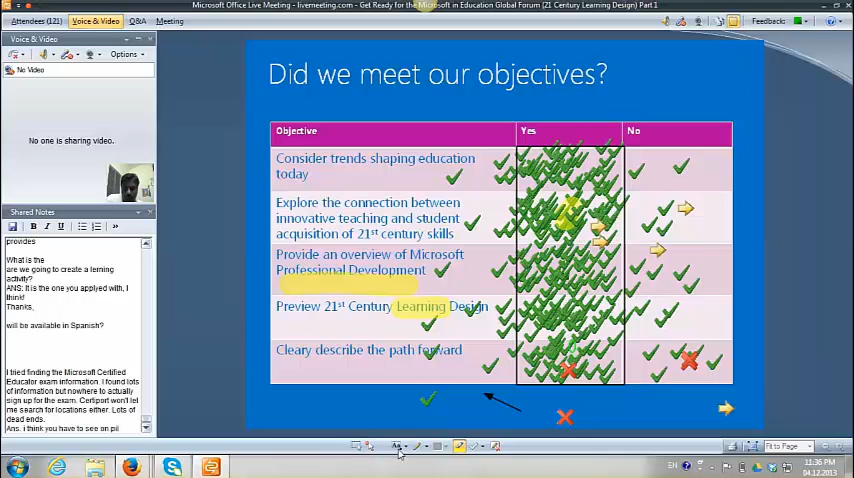 Microsoft Office Live Meeting - livemeeting.com - Get Ready for the Microsoft in Education Global Forum (21 Century Learning Design) Part 1
Attendees (121)
Voice & Video
Q&A
Meeting
Feedback:
Voice & Video
Options
No Video
No one is sharing video.
Shared Notes
B I U
provides
What is the
are we going to create a lerning
activity?
ANS: It is the one you applyed with, I
think!
Thanks,
will be available in Spanish?
I tried finding the Microsoft Certified
Educator exam information. I found lots
of information but nowhere to actually
sign up for the exam. Certiport won't let
me search for locations either. Lots of
dead ends.
Ans. i think you have to see on pil
Did we meet our objectives?
Objective Yes No
Consider trends shaping education
today
Explore the connection between
innovative teaching and student
acquisition of 21st century skills
Provide an overview of Microsoft
Professional Development
Preview 21st Century Learning Design
Cleary describe the path forward
Aa
Fit to Page
EN
11:36 PM
04.12.2013